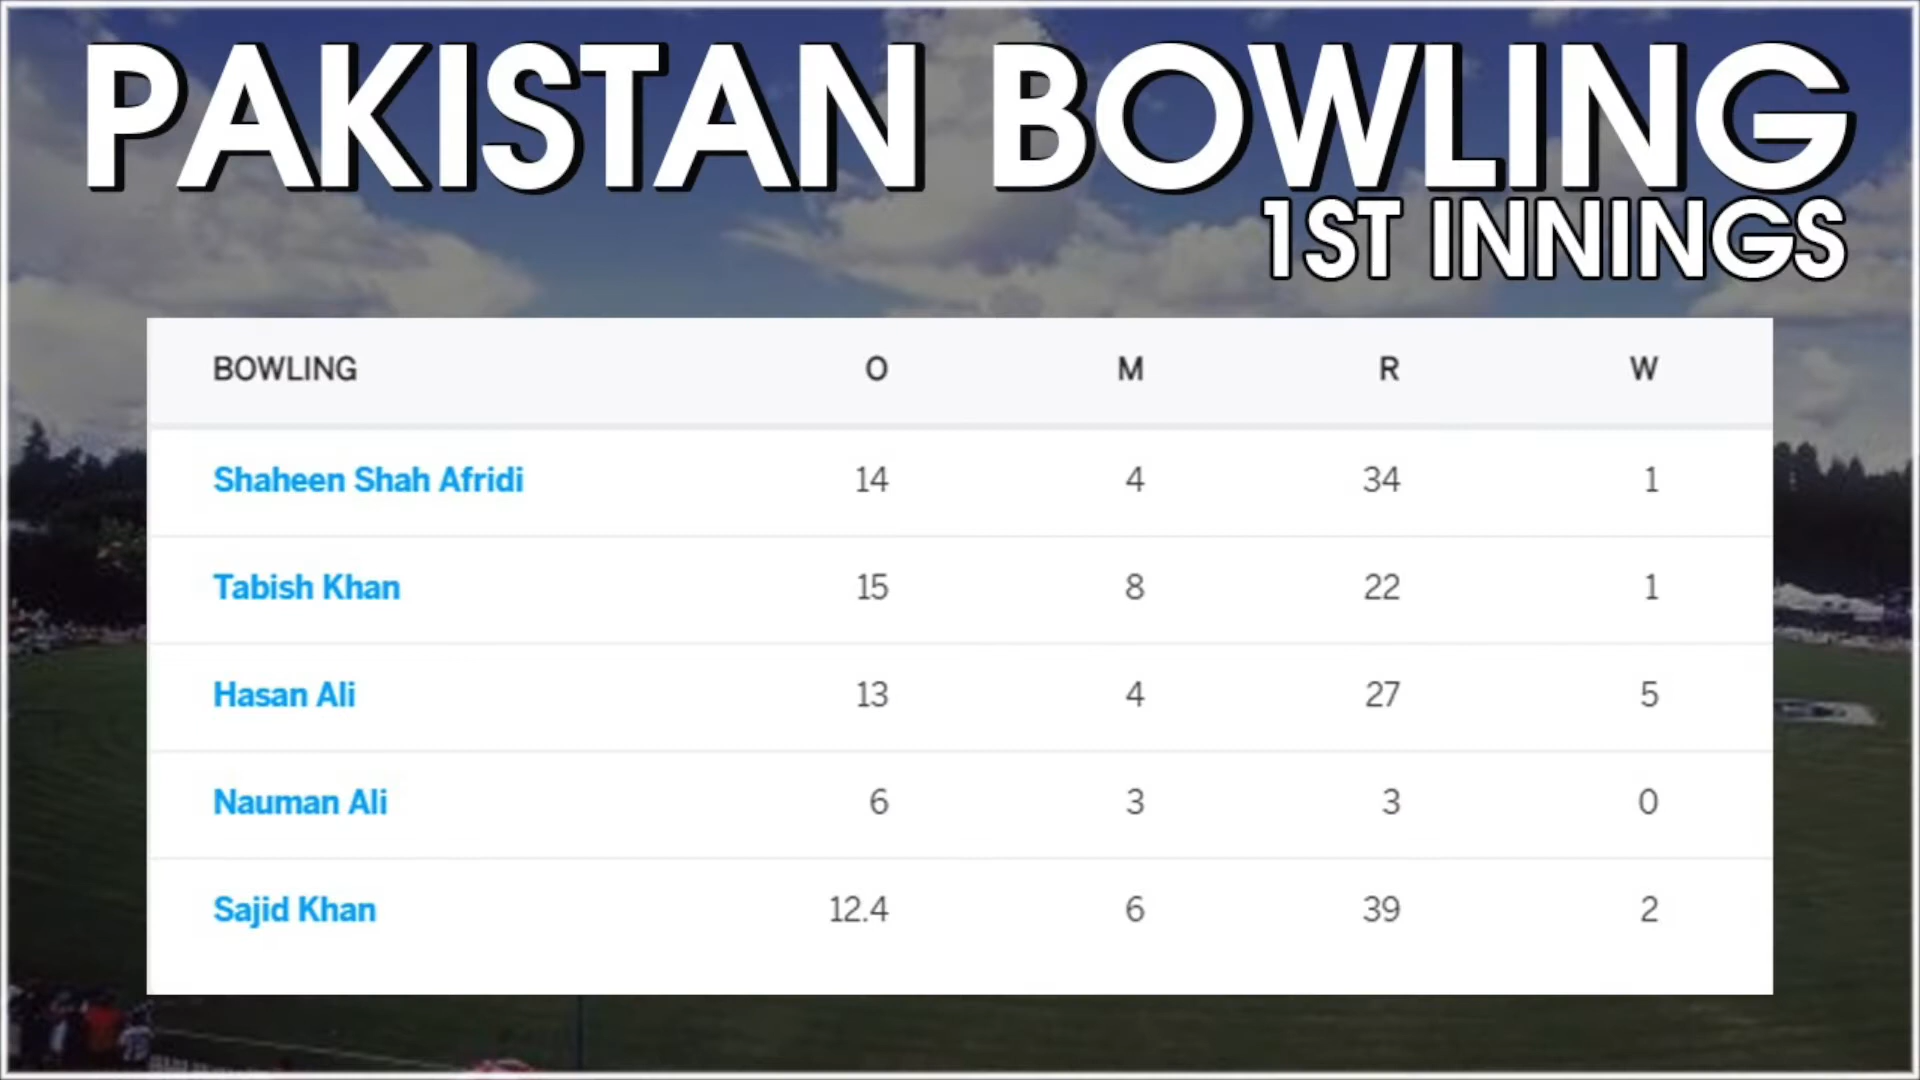 PAKISTAN BOWLING
1ST INNINGS
BOWLING O M R W
Shaheen Shah Afridi 14 4 34 1
Tabish Khan 15 8 22 1
Hasan Ali 13 4 27 5
Nauman Ali 6 3 3 0
Sajid Khan 12.4 6 39 2